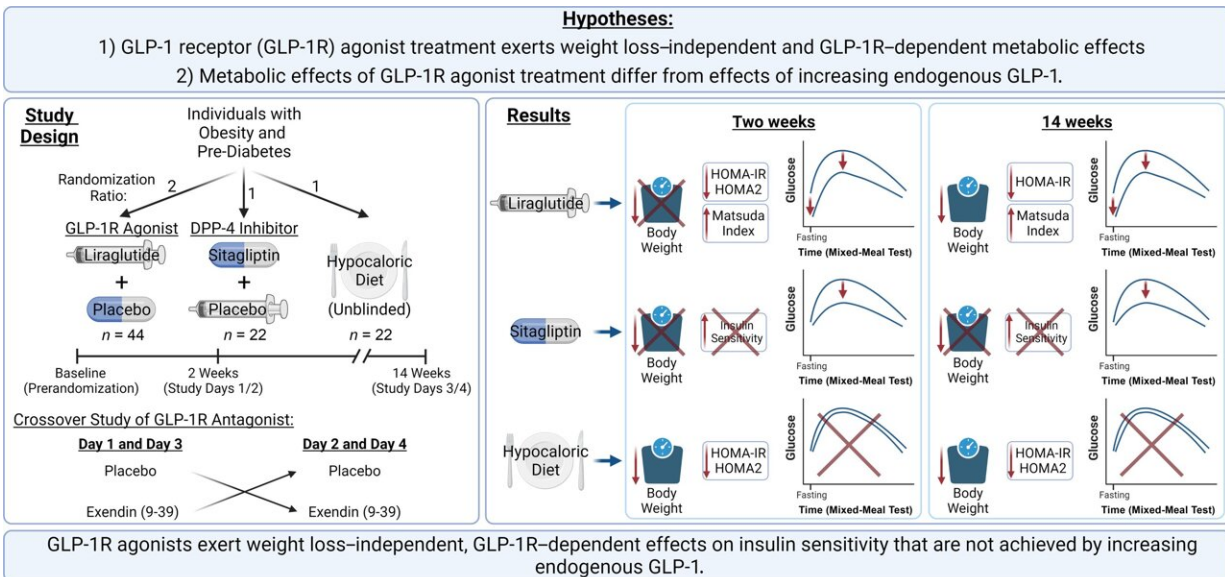 Hypotheses:
1) GLP-1 receptor (GLP-1R) agonist treatment exerts weight loss–independent and GLP-1R–dependent metabolic effects
2) Metabolic effects of GLP-1R agonist treatment differ from effects of increasing endogenous GLP-1.
Study
Design
Individuals with
Obesity and
Pre-Diabetes
Randomization
Ratio:
2
1
1
GLP-1R Agonist
Liraglutide
+
Placebo
n = 44
DPP-4 Inhibitor
Sitagliptin
+
Placebo
n = 22
Hypocaloric
Diet
(Unblinded)
n = 22
Baseline
(Prerandomization)
2 Weeks
(Study Days 1/2)
14 Weeks
(Study Days 3/4)
Crossover Study of GLP-1R Antagonist:
Day 1 and Day 3
Day 2 and Day 4
Placebo
Placebo
Exendin (9-39)
Exendin (9-39)
Results
Two weeks
14 weeks
Liraglutide
Body
Weight
HOMA-IR
HOMA2
Matsuda
Index
Glucose
Fasting
Time (Mixed-Meal Test)
Body
Weight
HOMA-IR
Matsuda
Index
Glucose
Fasting
Time (Mixed-Meal Test)
Sitagliptin
Body
Weight
Insulin
Sensitivity
Glucose
Fasting
Time (Mixed-Meal Test)
Body
Weight
Insulin
Sensitivity
Glucose
Fasting
Time (Mixed-Meal Test)
Hypocaloric
Diet
Body
Weight
HOMA-IR
HOMA2
Glucose
Fasting
Time (Mixed-Meal Test)
Body
Weight
HOMA-IR
HOMA2
Glucose
Fasting
Time (Mixed-Meal Test)
GLP-1R agonists exert weight loss–independent, GLP-1R–dependent effects on insulin sensitivity that are not achieved by increasing
endogenous GLP-1.